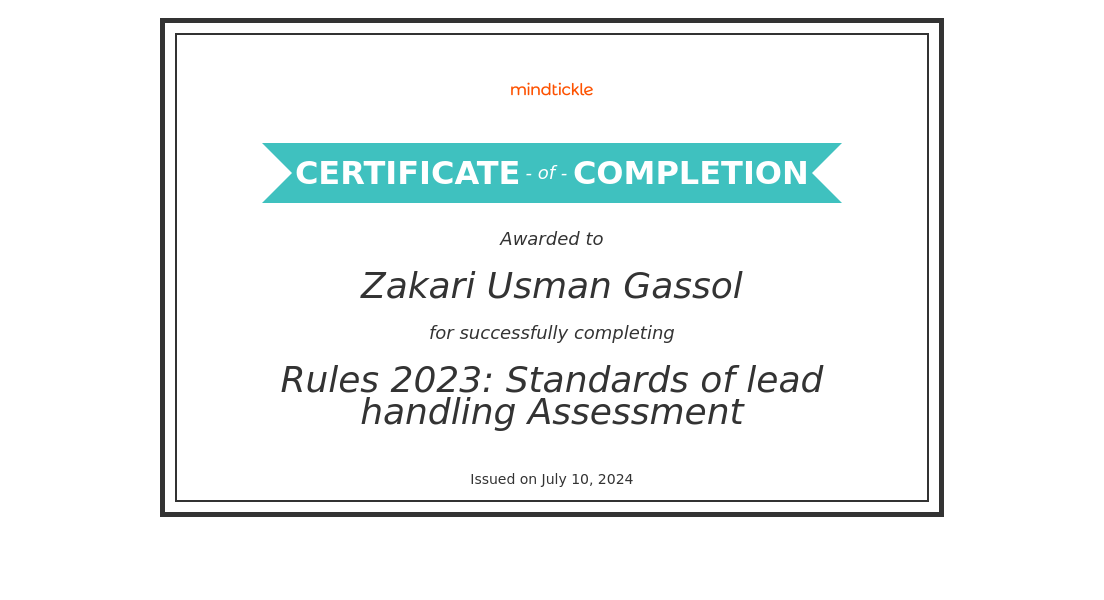 mindtickle
CERTIFICATE - of - COMPLETION
Awarded to
Zakari Usman Gassol
for successfully completing
Rules 2023: Standards of lead
handling Assessment
Issued on July 10, 2024